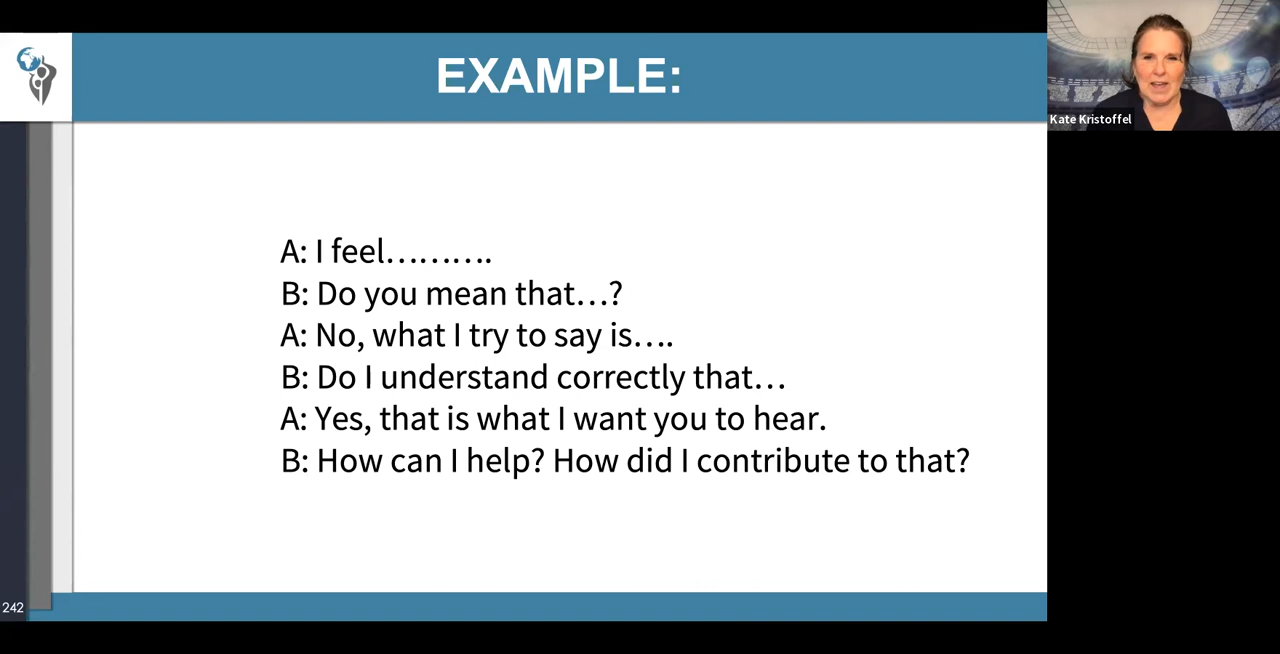 EXAMPLE:
Kate Kristoffel
A: I feel……….
B: Do you mean that…?
A: No, what I try to say is….
B: Do I understand correctly that…
A: Yes, that is what I want you to hear.
B: How can I help? How did I contribute to that?
242